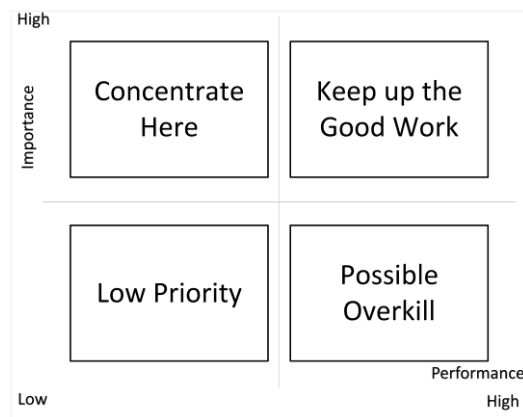 High
Importance
Concentrate
Here
Keep up the
Good Work
Low Priority
Possible
Overkill
Performance
Low
High